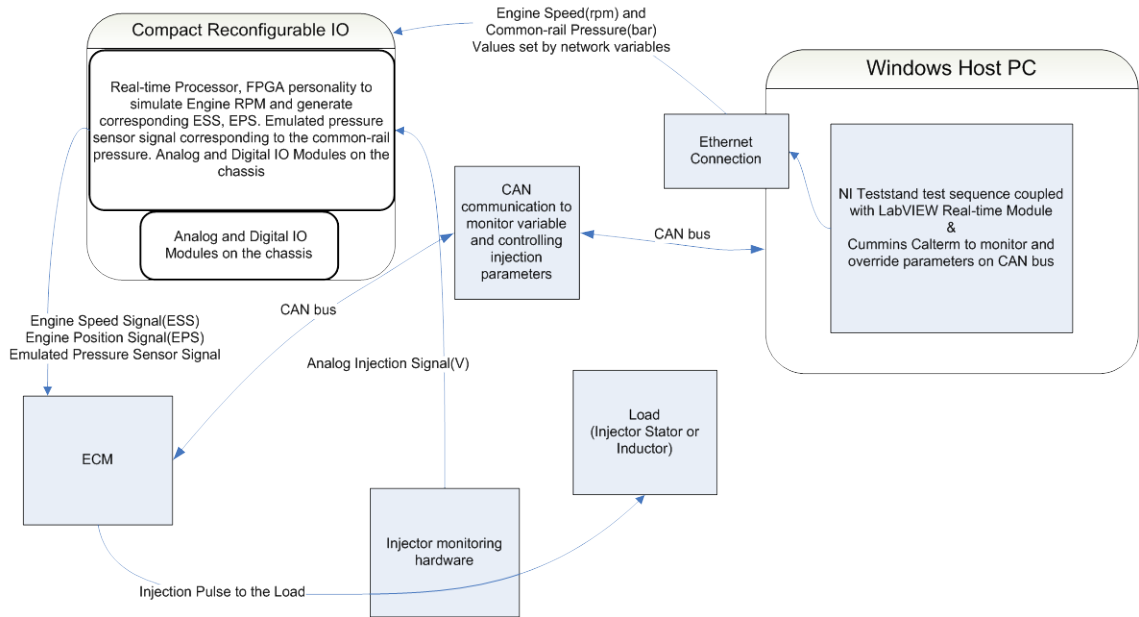 Compact Reconfigurable IO
Real-time Processor, FPGA personality to
simulate Engine RPM and generate
corresponding ESS, EPS. Emulated pressure
sensor signal corresponding to the common-rail
pressure. Analog and Digital IO Modules on the
chassis
Analog and Digital IO
Modules on the chassis
Engine Speed(rpm) and
Common-rail Pressure(bar)
Values set by network variables
Windows Host PC
Ethernet
Connection
NI Teststand test sequence coupled
with LabVIEW Real-time Module
&
Cummins Calterm to monitor and
override parameters on CAN bus
CAN
communication to
monitor variable
and controlling
injection
parameters
CAN bus
CAN bus
Engine Speed Signal(ESS)
Engine Position Signal(EPS)
Emulated Pressure Sensor Signal
Analog Injection Signal(V)
ECM
Load
(Injector Stator or
Inductor)
Injector monitoring
hardware
Injection Pulse to the Load